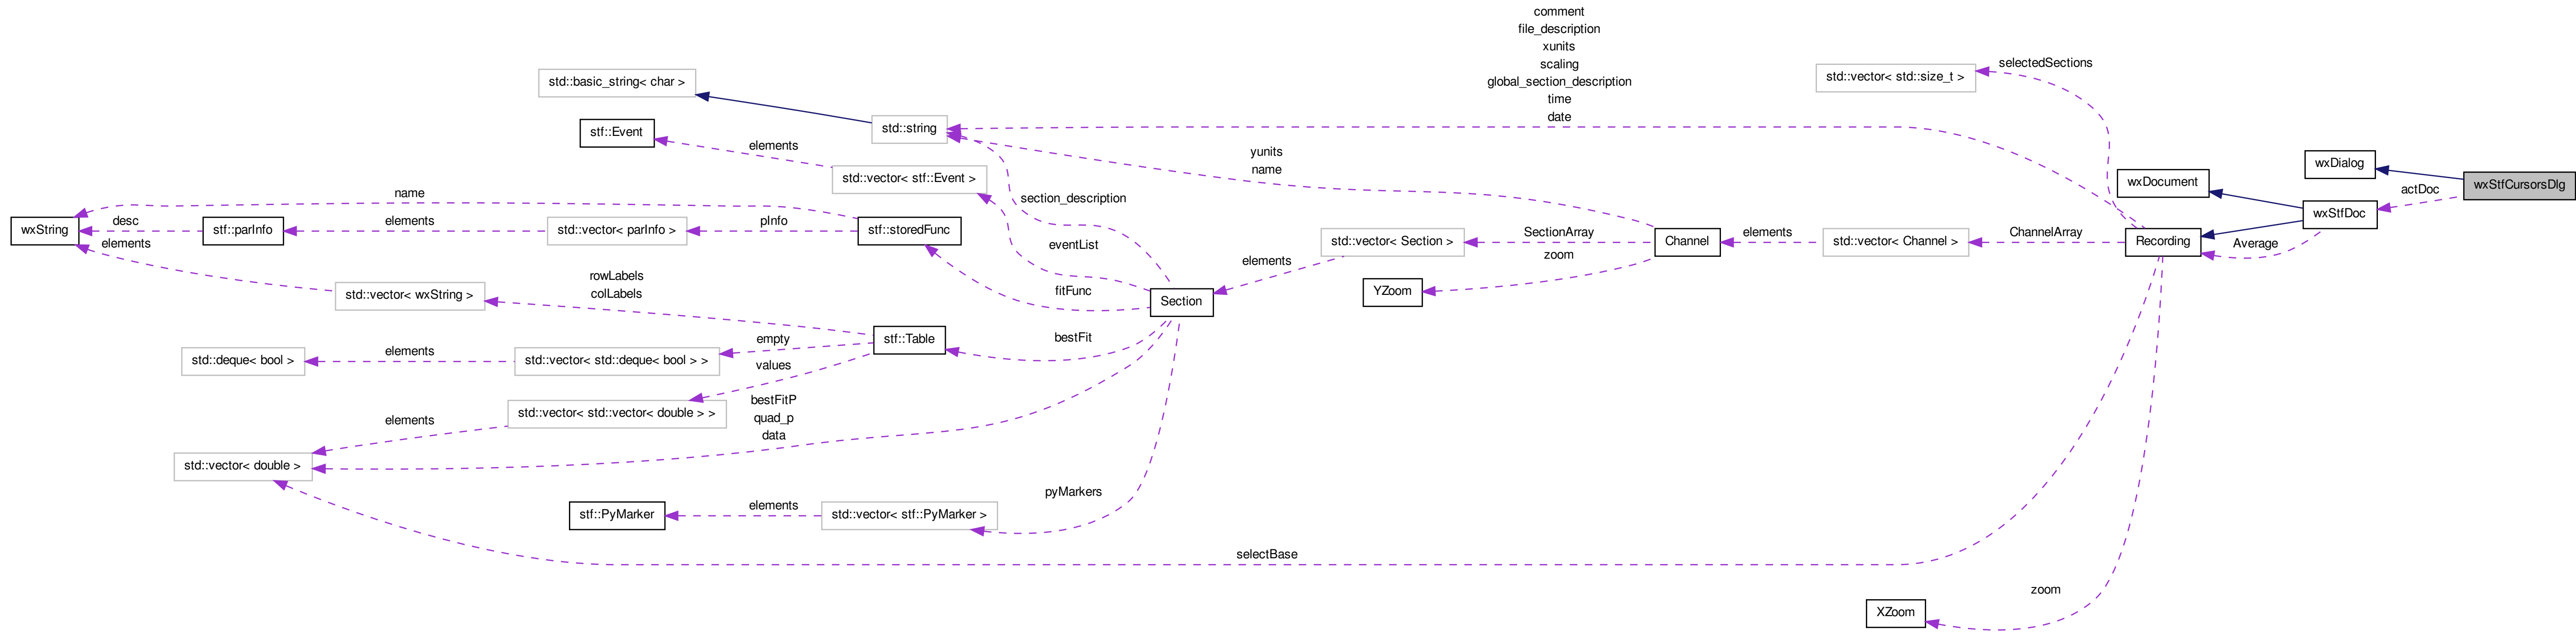 comment
file_description
xunits
scaling
global_section_description
time
date
selectedSections
std::vector< std::size_t >
std::basic_string< char >
stf::Event
std::string
elements
std::vector< stf::Event >
yunits
name
wxDialog
wxStfCursorsDlg
wxDocument
actDoc
wxStfDoc
name
section_description
wxString
desc
stf::parInfo
elements
std::vector< parInfo >
pInfo
stf::storedFunc
elements
eventList
std::vector< Section >
SectionArray
zoom
Channel
elements
std::vector< Channel >
ChannelArray
Recording
Average
elements
YZoom
fitFunc
Section
std::vector< wxString >
rowLabels
colLabels
stf::Table
bestFit
std::deque< bool >
elements
std::vector< std::deque< bool > >
empty
values
std::vector< std::vector< double > >
elements
bestFitP
quad_p
data
std::vector< double >
stf::PyMarker
elements
std::vector< stf::PyMarker >
pyMarkers
selectBase
zoom
XZoom